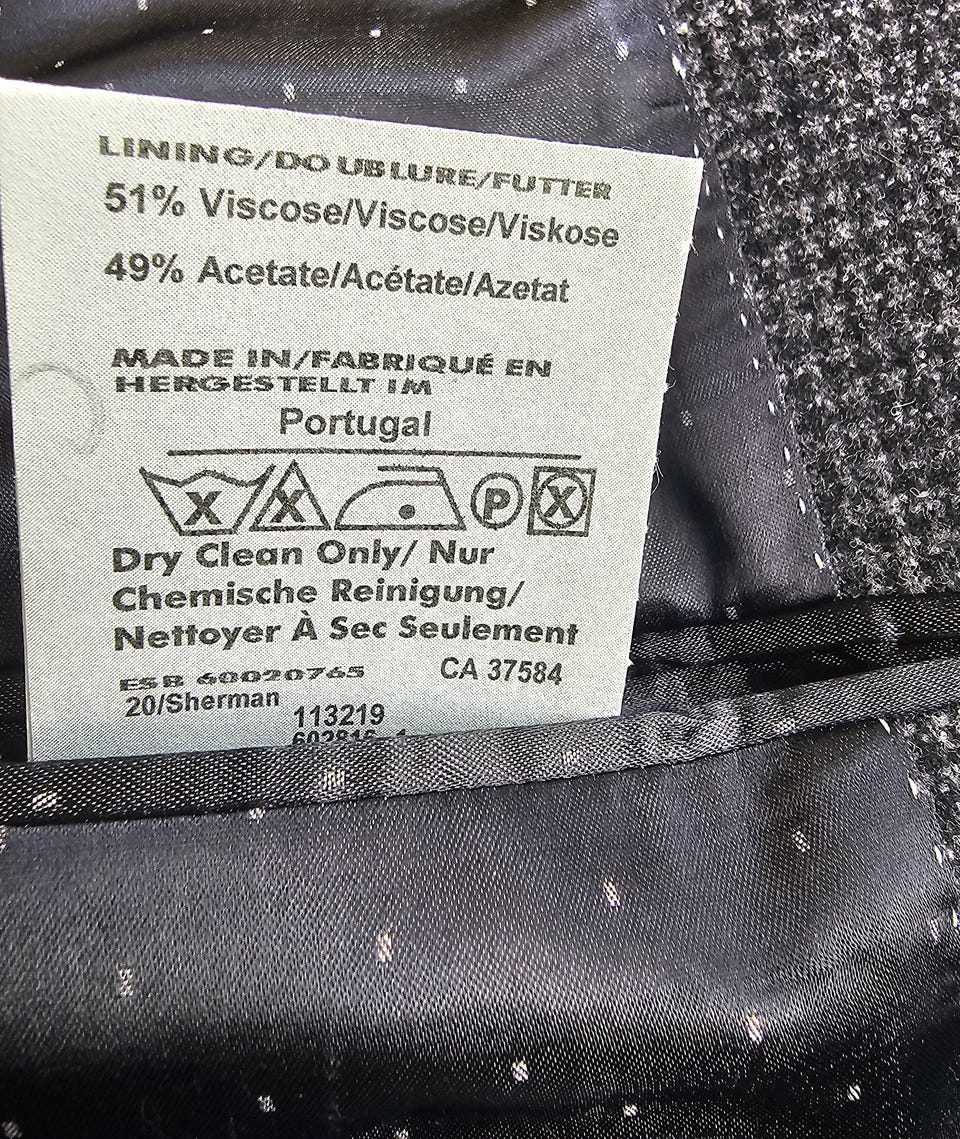 LINING/DOUBLURE/FUTTER
51% Viscose/Viscose/Viskose
49% Acetate/Acétate/Azetat
MADE IN/FABRIQUÉ EN
HERGESTELLT IM
Portugal
X X P X
Dry Clean Only/ Nur
Chemische Reinigung/
Nettoyer À Sec Seulement
ESB 60020765 CA 37584
20/Sherman
113219